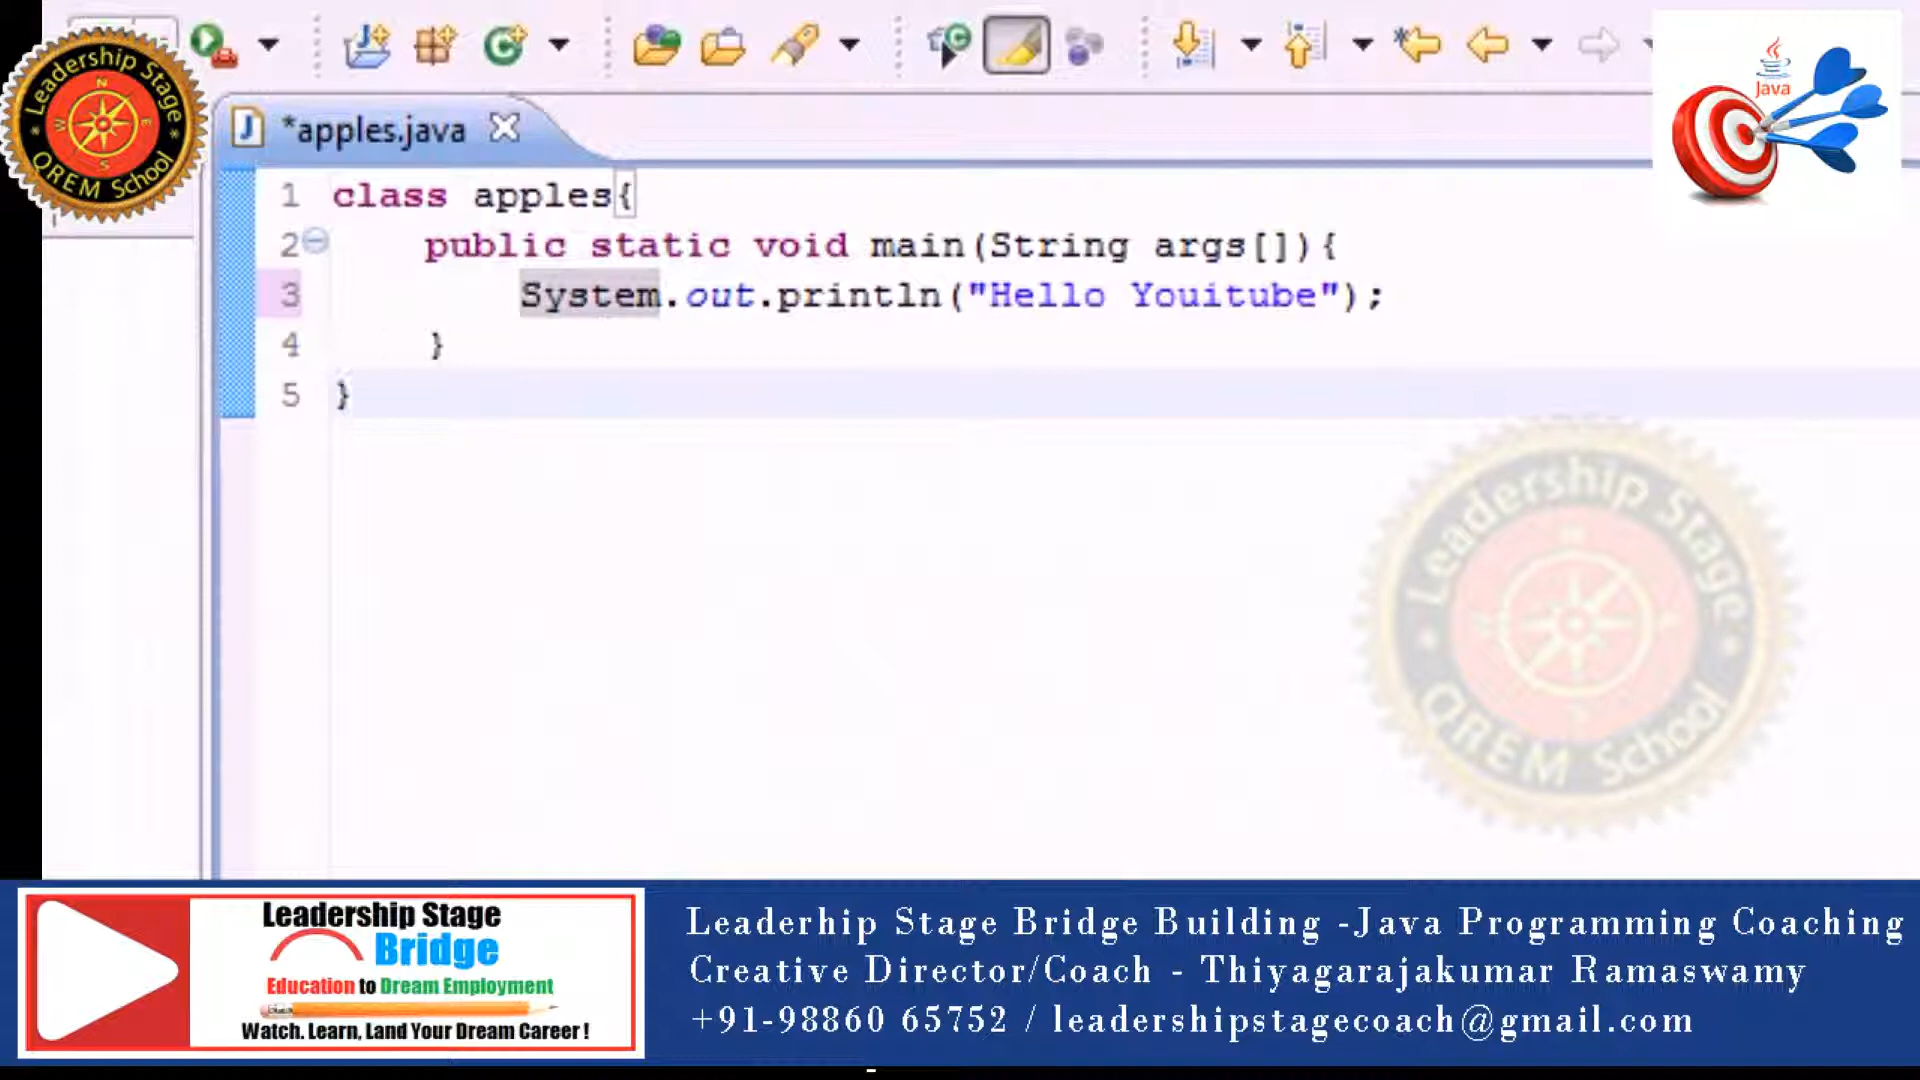 Leadership Stage
N
W
E
S
QREM School
*apples.java
Java
1 class apples{
2 public static void main(String args[]){
3 System.out.println("Hello Youitube");
4 }
5 }
Leadership Stage
QREM School
Leadership Stage
Bridge
Education to Dream Employment
Watch. Learn, Land Your Dream Career !
Leaderhip Stage Bridge Building -Java Programming Coaching
Creative Director/Coach - Thiyagarajakumar Ramaswamy
+91-98860 65752 / leadershipstagecoach@gmail.com